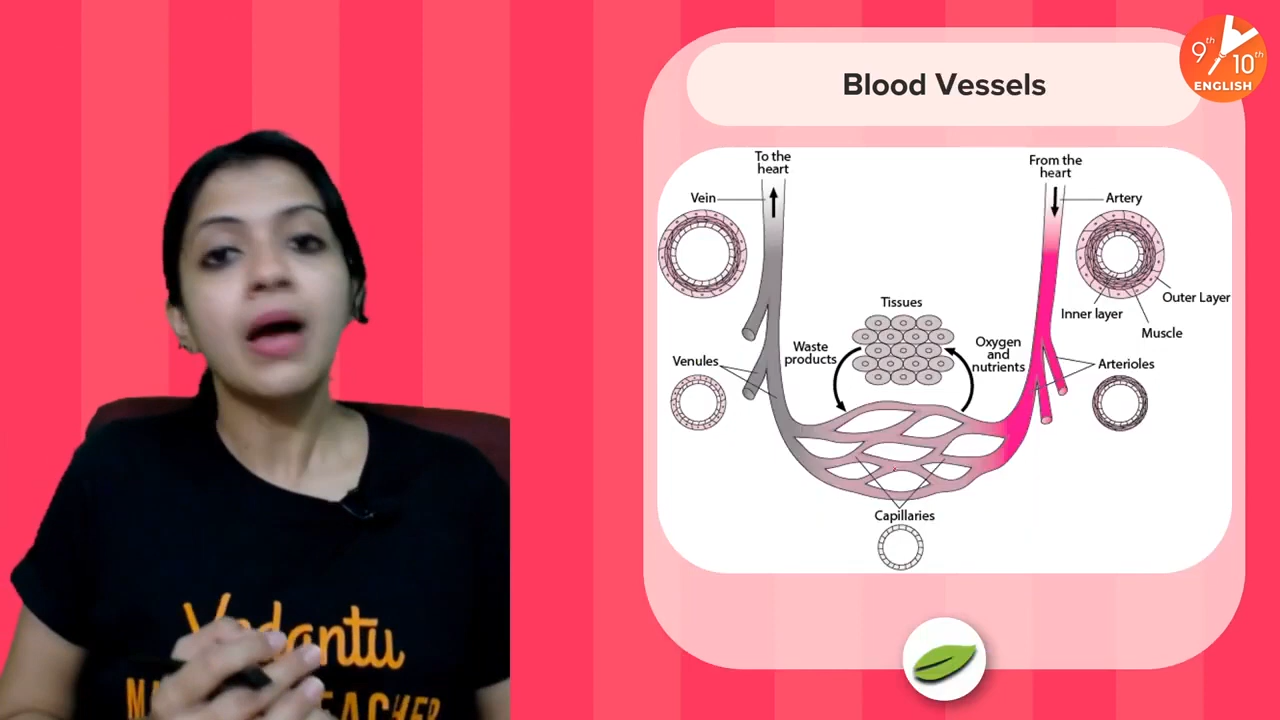 Blood Vessels
9th
10th
ENGLISH
To the
heart
From the
heart
Vein
Artery
Outer Layer
Inner layer
Muscle
Tissues
Waste
products
Oxygen
and
nutrients
Venules
Arterioles
Capillaries
Vedantu